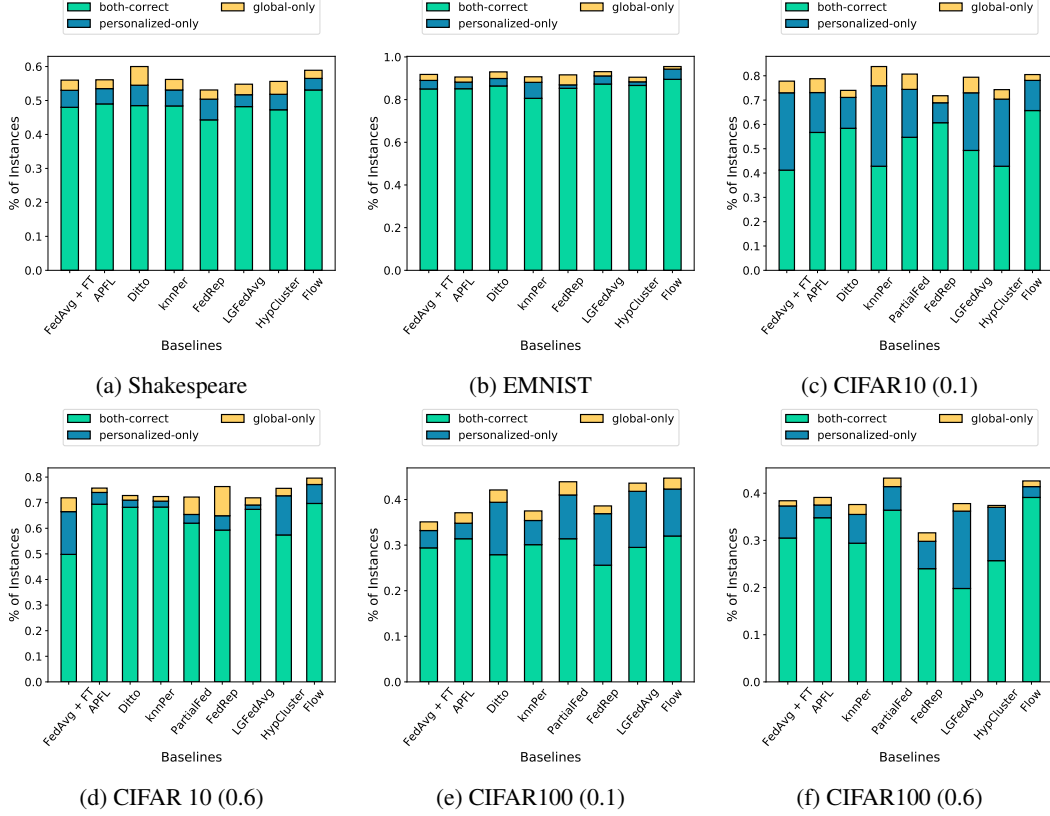 both-correct global-only
personalized-only
both-correct global-only
personalized-only
both-correct global-only
personalized-only
% of Instances
0.6
0.5
0.4
0.3
0.2
0.1
0.0
FedAvg + FT
APFL
Ditto
knnPer
FedRep
LGFedAvg
HypCluster
Flow
Baselines
(a) Shakespeare
% of Instances
1.0
0.8
0.6
0.4
0.2
0.0
FedAvg + FT
APFL
Ditto
knnPer
FedRep
LGFedAvg
HypCluster
Flow
Baselines
(b) EMNIST
% of Instances
0.8
0.7
0.6
0.5
0.4
0.3
0.2
0.1
0.0
FedAvg + FT
APFL
Ditto
knnPer
PartialFed
FedRep
LGFedAvg
HypCluster
Flow
Baselines
(c) CIFAR10 (0.1)
both-correct global-only
personalized-only
both-correct global-only
personalized-only
both-correct global-only
personalized-only
% of Instances
0.8
0.7
0.6
0.5
0.4
0.3
0.2
0.1
0.0
FedAvg + FT
APFL
Ditto
knnPer
PartialFed
FedRep
LGFedAvg
HypCluster
Flow
Baselines
(d) CIFAR 10 (0.6)
% of Instances
0.4
0.3
0.2
0.1
0.0
FedAvg + FT
APFL
Ditto
knnPer
PartialFed
FedRep
LGFedAvg
Flow
Baselines
(e) CIFAR100 (0.1)
% of Instances
0.4
0.3
0.2
0.1
0.0
FedAvg + FT
APFL
knnPer
PartialFed
FedRep
LGFedAvg
HypCluster
Flow
Baselines
(f) CIFAR100 (0.6)